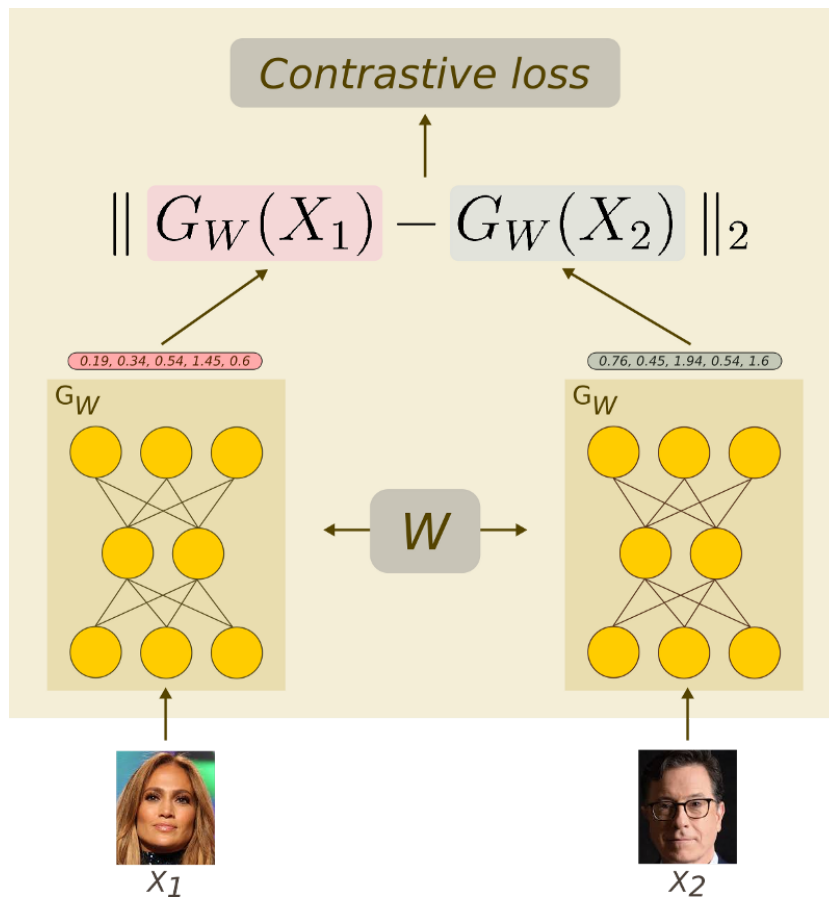 Contrastive loss
‖ G_W(X_1) − G_W(X_2) ‖_2
0.19, 0.34, 0.54, 1.45, 0.6
0.76, 0.45, 1.94, 0.54, 1.6
G_W
G_W
W
X_1
X_2